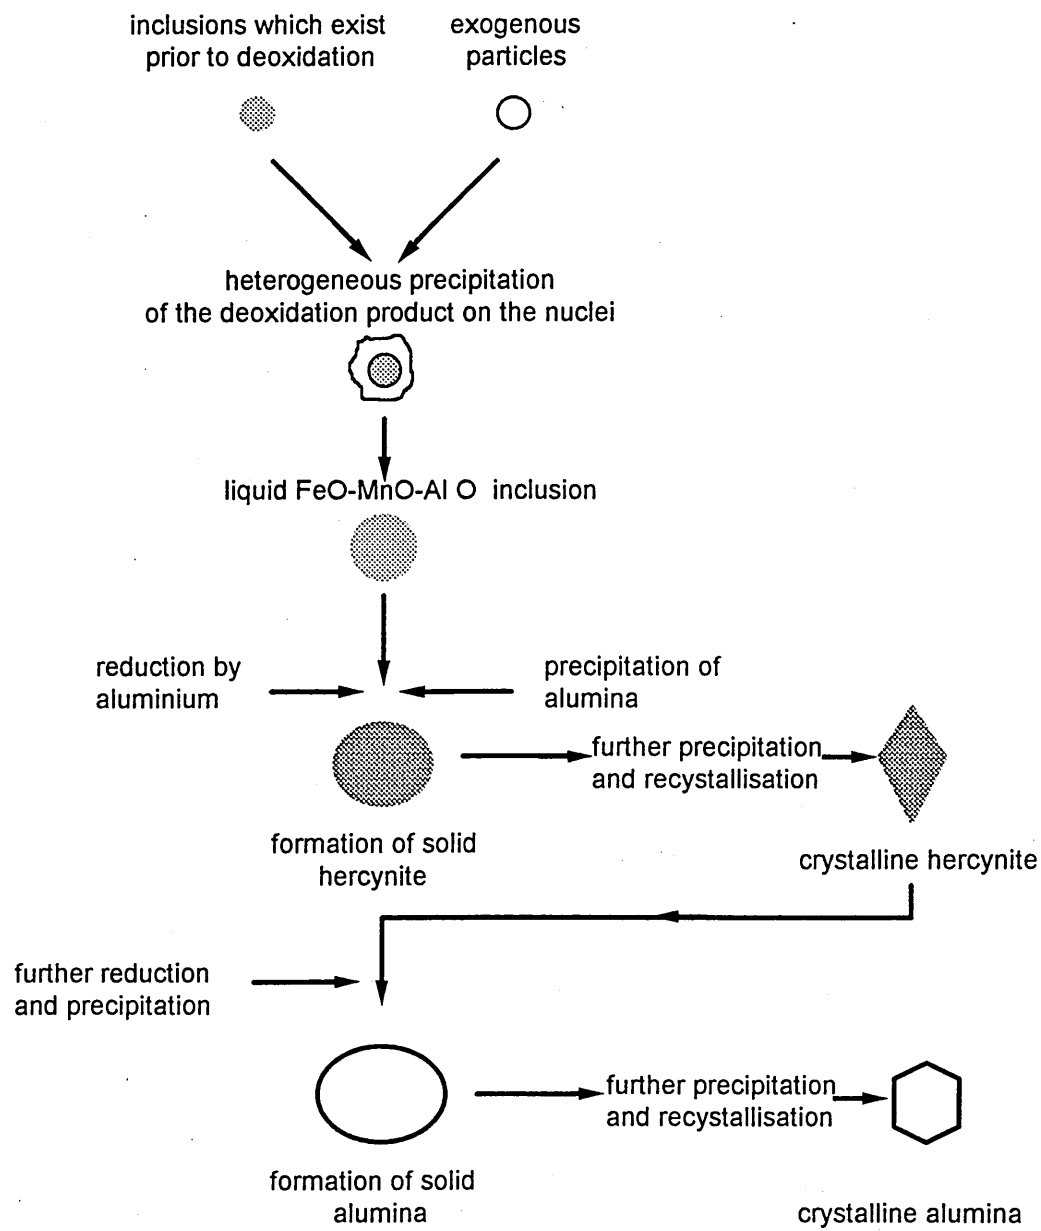 inclusions which exist
prior to deoxidation
exogenous
particles
heterogeneous precipitation
of the deoxidation product on the nuclei
liquid FeO-MnO-Al O inclusion
reduction by
aluminium
precipitation of
alumina
further precipitation
and recystallisation
formation of solid
hercynite
crystalline hercynite
further reduction
and precipitation
further precipitation
and recystallisation
formation of solid
alumina
crystalline alumina